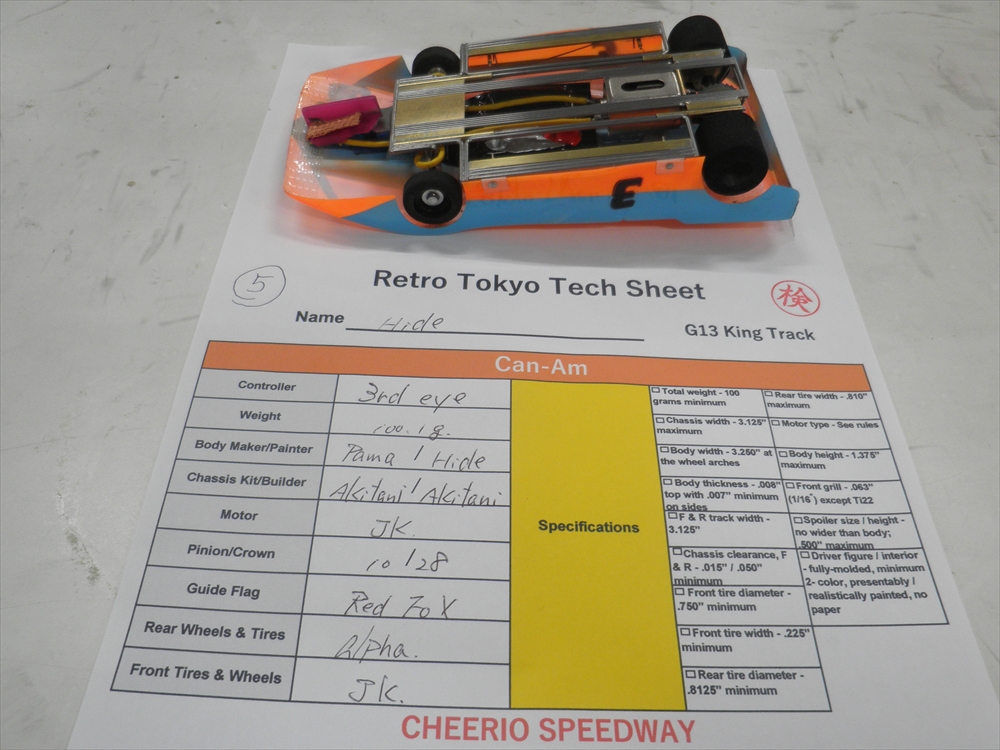 3
5
Retro Tokyo Tech Sheet
検
Name Hide
G13 King Track
Can-Am
Controller
3rd eye
Weight
100.1g.
Body Maker/Painter
Pama / Hide
Chassis Kit/Builder
Akitani / Akitani
Motor
JK.
Pinion/Crown
10/28
Guide Flag
Red Fox
Rear Wheels & Tires
Alpha.
Front Tires & Wheels
JK.
Specifications
Total weight - 100
grams minimum
Chassis width - 3.125"
maximum
Body width - 3.250" at
the wheel arches
Body thickness - .008"
top with .007" minimum
on sides
F & R track width -
3.125"
Chassis clearance, F
& R - .015" / .050"
minimum
Front tire diameter -
.750" minimum
Front tire width - .225"
minimum
Rear tire diameter -
.8125" minimum
Rear tire width - .810"
maximum
Motor type - See rules
Body height - 1.375"
maximum
Front grill - .063"
(1/16") except Ti22
Spoiler size / height -
no wider than body;
.500" maximum
Driver figure / interior
- fully-molded, minimum
2- color, presentably /
realistically painted, no
paper
CHEERIO SPEEDWAY